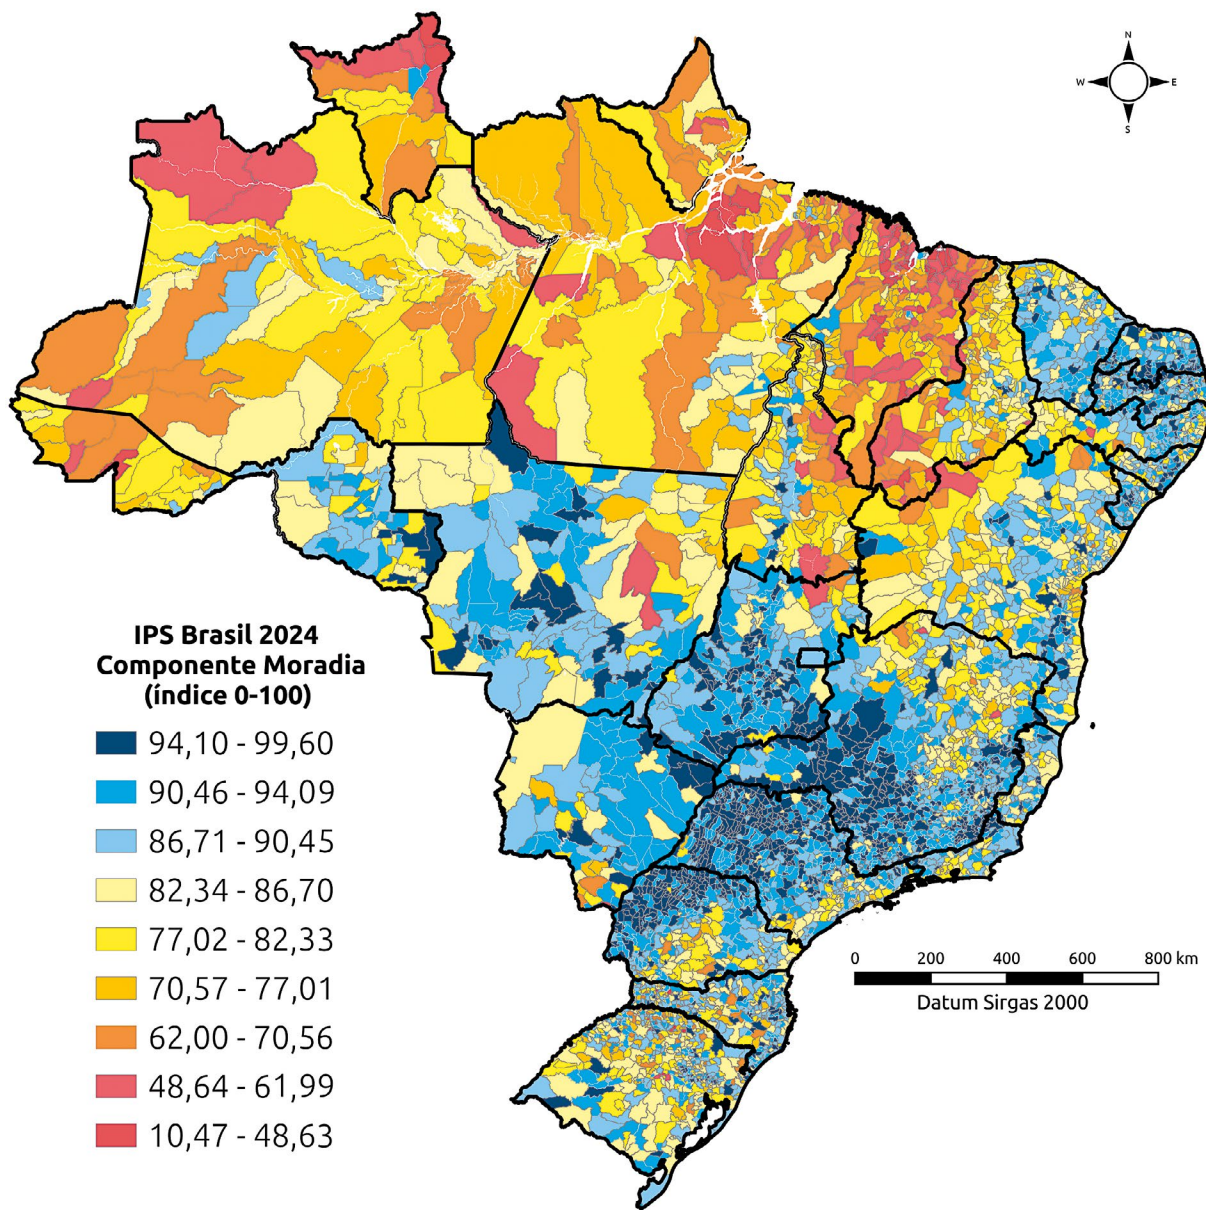 N
W E
S
IPS Brasil 2024
Componente Moradia
(índice 0-100)
94,10 - 99,60
90,46 - 94,09
86,71 - 90,45
82,34 - 86,70
77,02 - 82,33
70,57 - 77,01
62,00 - 70,56
48,64 - 61,99
10,47 - 48,63
0 200 400 600 800 km
Datum Sirgas 2000